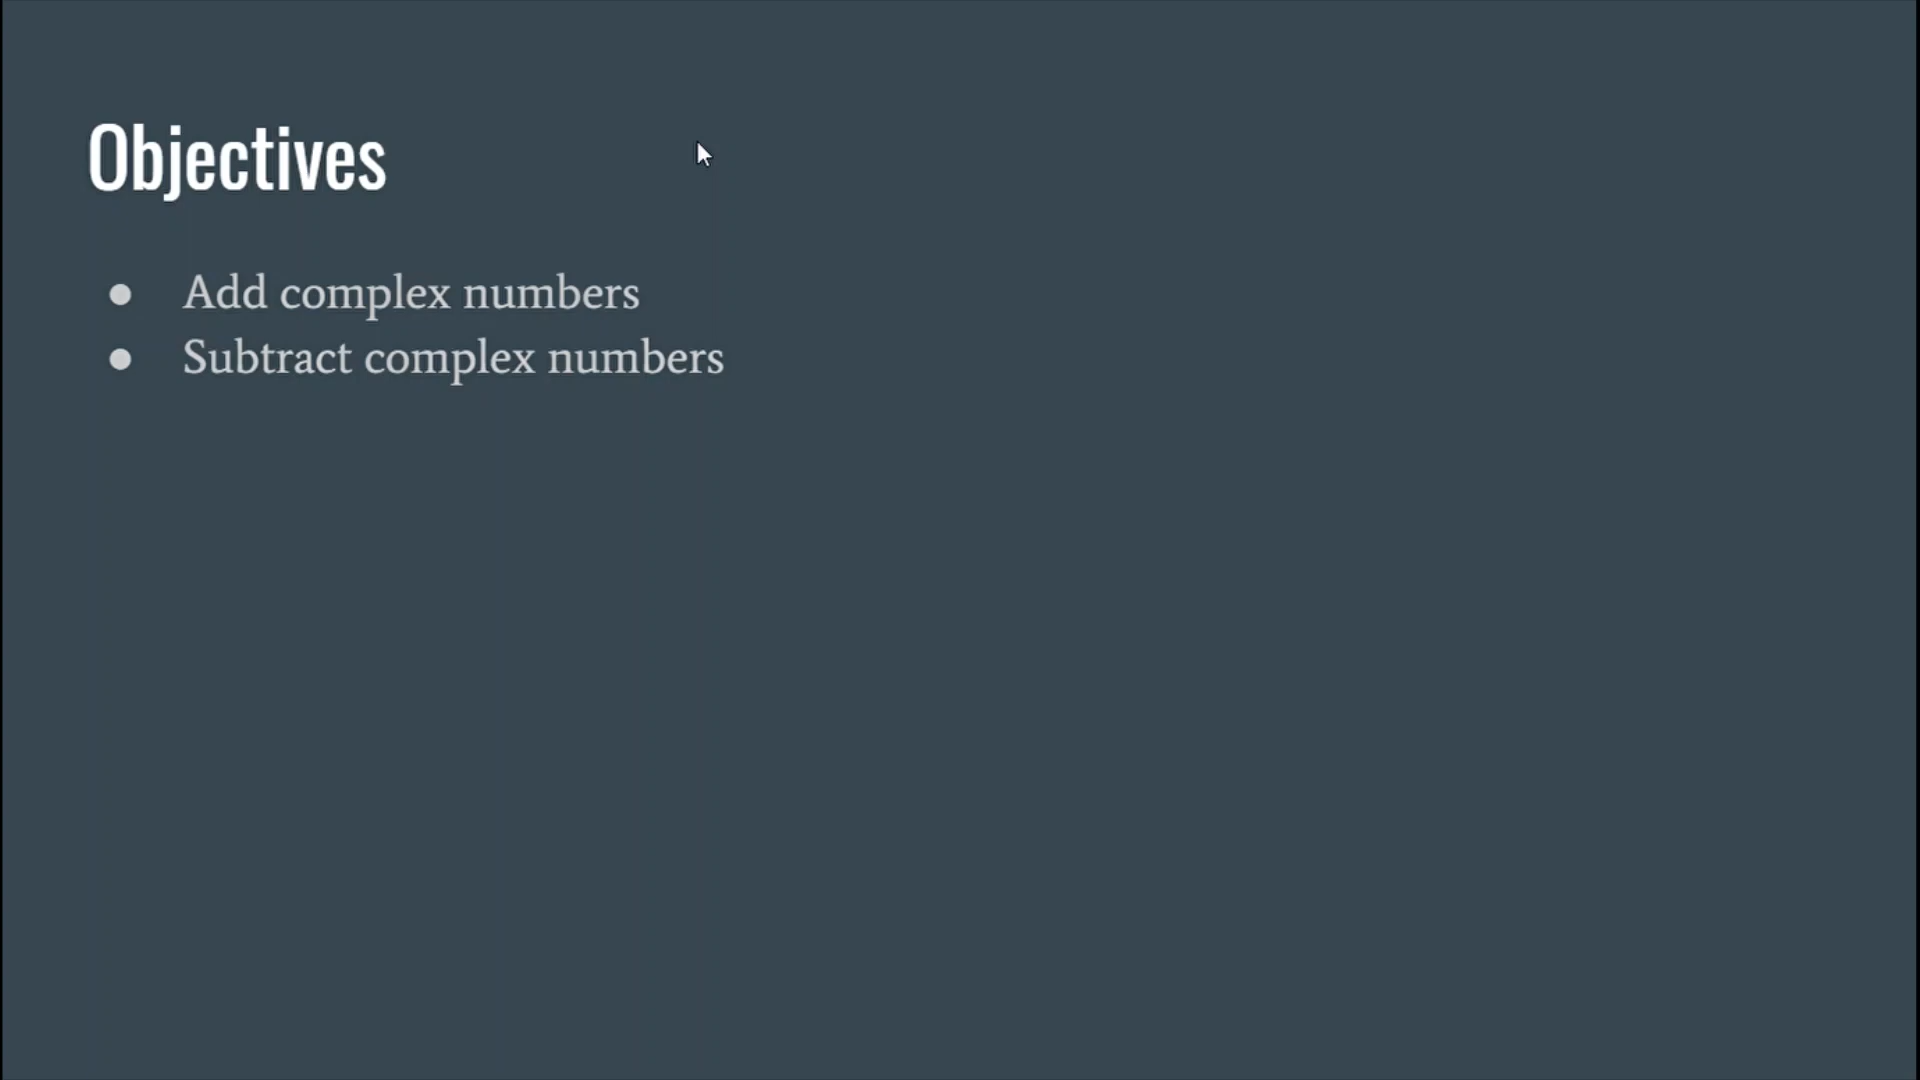 Objectives
● Add complex numbers
● Subtract complex numbers